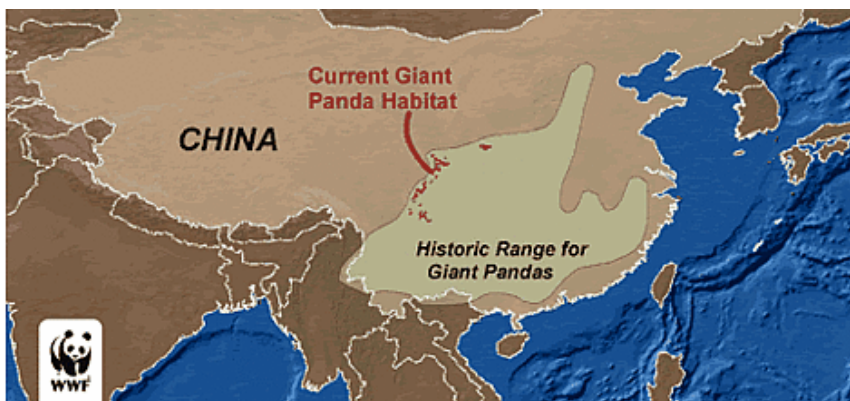 Current Giant
Panda Habitat
CHINA
Historic Range for
Giant Pandas
WWF